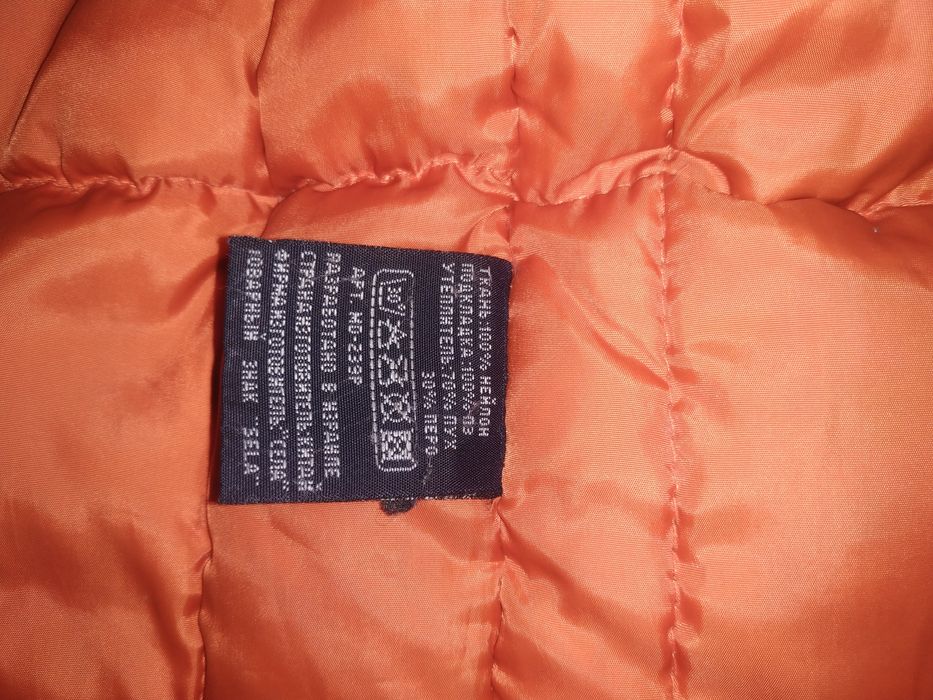 ТКАНЬ:100% НЕЙЛОН
ПОДКЛАДКА:100% ПЭ
УТЕПЛИТЕЛЬ:70% ПУХ
30% ПЕРО
АРТ. MD-239F
РАЗРАБОТАНО В ИЗРАИЛЕ
СТРАНА ИЗГОТОВИТЕЛЬ:КИТАЙ
ФИРМА ИЗГОТОВИТЕЛЬ:"СЕЛА"
ТОВАРНЫЙ ЗНАК "SELA"